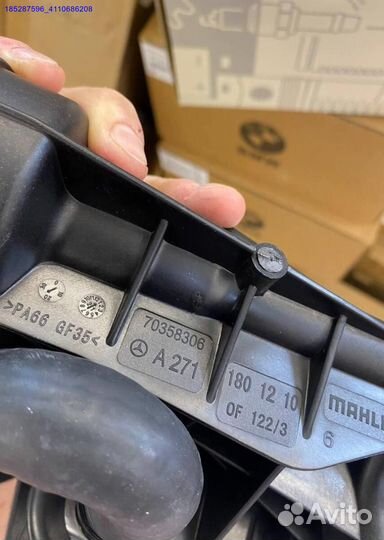 185287596_4110686208
>PA66 GF35<
70358306
A 271
180 12 10
OF 122/3
MAHLE
6
Avito